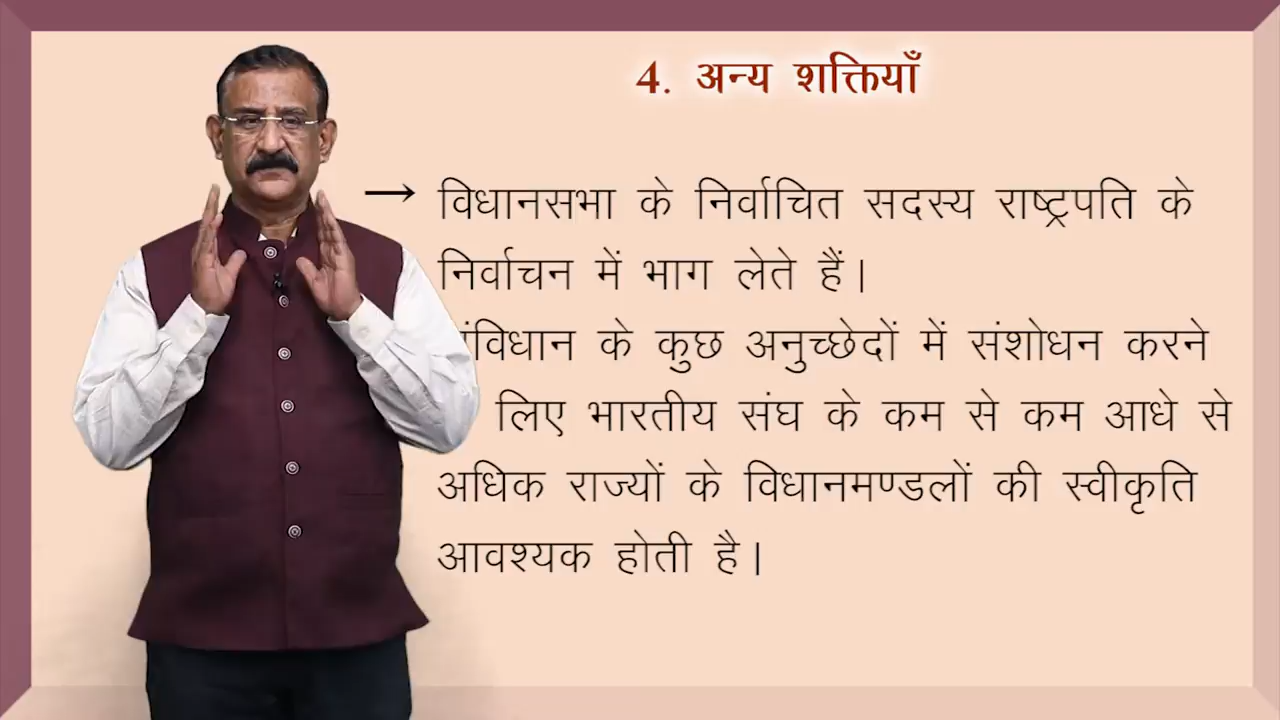 4. अन्य शक्तियाँ
→ विधानसभा के निर्वाचित सदस्य राष्ट्रपति के
निर्वाचन में भाग लेते हैं।
के कुछ अनुच्छेदों में संशोधन करने
लिए भारतीय संघ के कम से कम आधे से
अधिक राज्यों के विधानमण्डलों की स्वीकृति
आवश्यक होती है।